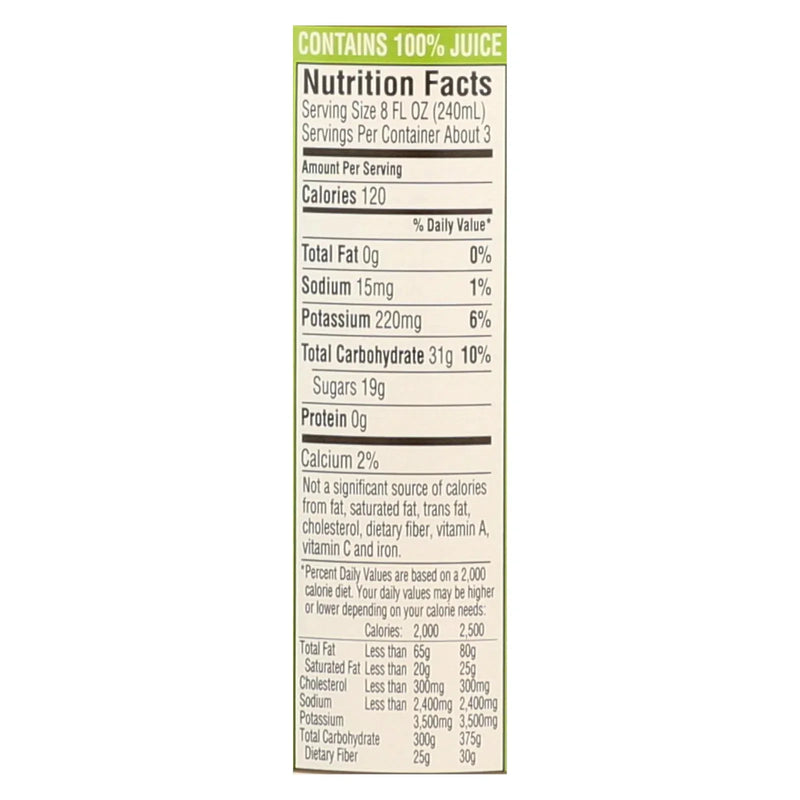 CONTAINS 100% JUICE
Nutrition Facts
Serving Size 8 FL OZ (240mL)
Servings Per Container About 3
Amount Per Serving
Calories 120
% Daily Value*
Total Fat 0g 0%
Sodium 15mg 1%
Potassium 220mg 6%
Total Carbohydrate 31g 10%
Sugars 19g
Protein 0g
Calcium 2%
Not a significant source of calories
from fat, saturated fat, trans fat,
cholesterol, dietary fiber, vitamin A,
vitamin C and iron.
*Percent Daily Values are based on a 2,000
calorie diet. Your daily values may be higher
or lower depending on your calorie needs:
Calories: 2,000 2,500
Total Fat Less than 65g 80g
Saturated Fat Less than 20g 25g
Cholesterol Less than 300mg 300mg
Sodium Less than 2,400mg 2,400mg
Potassium 3,500mg 3,500mg
Total Carbohydrate 300g 375g
Dietary Fiber 25g 30g